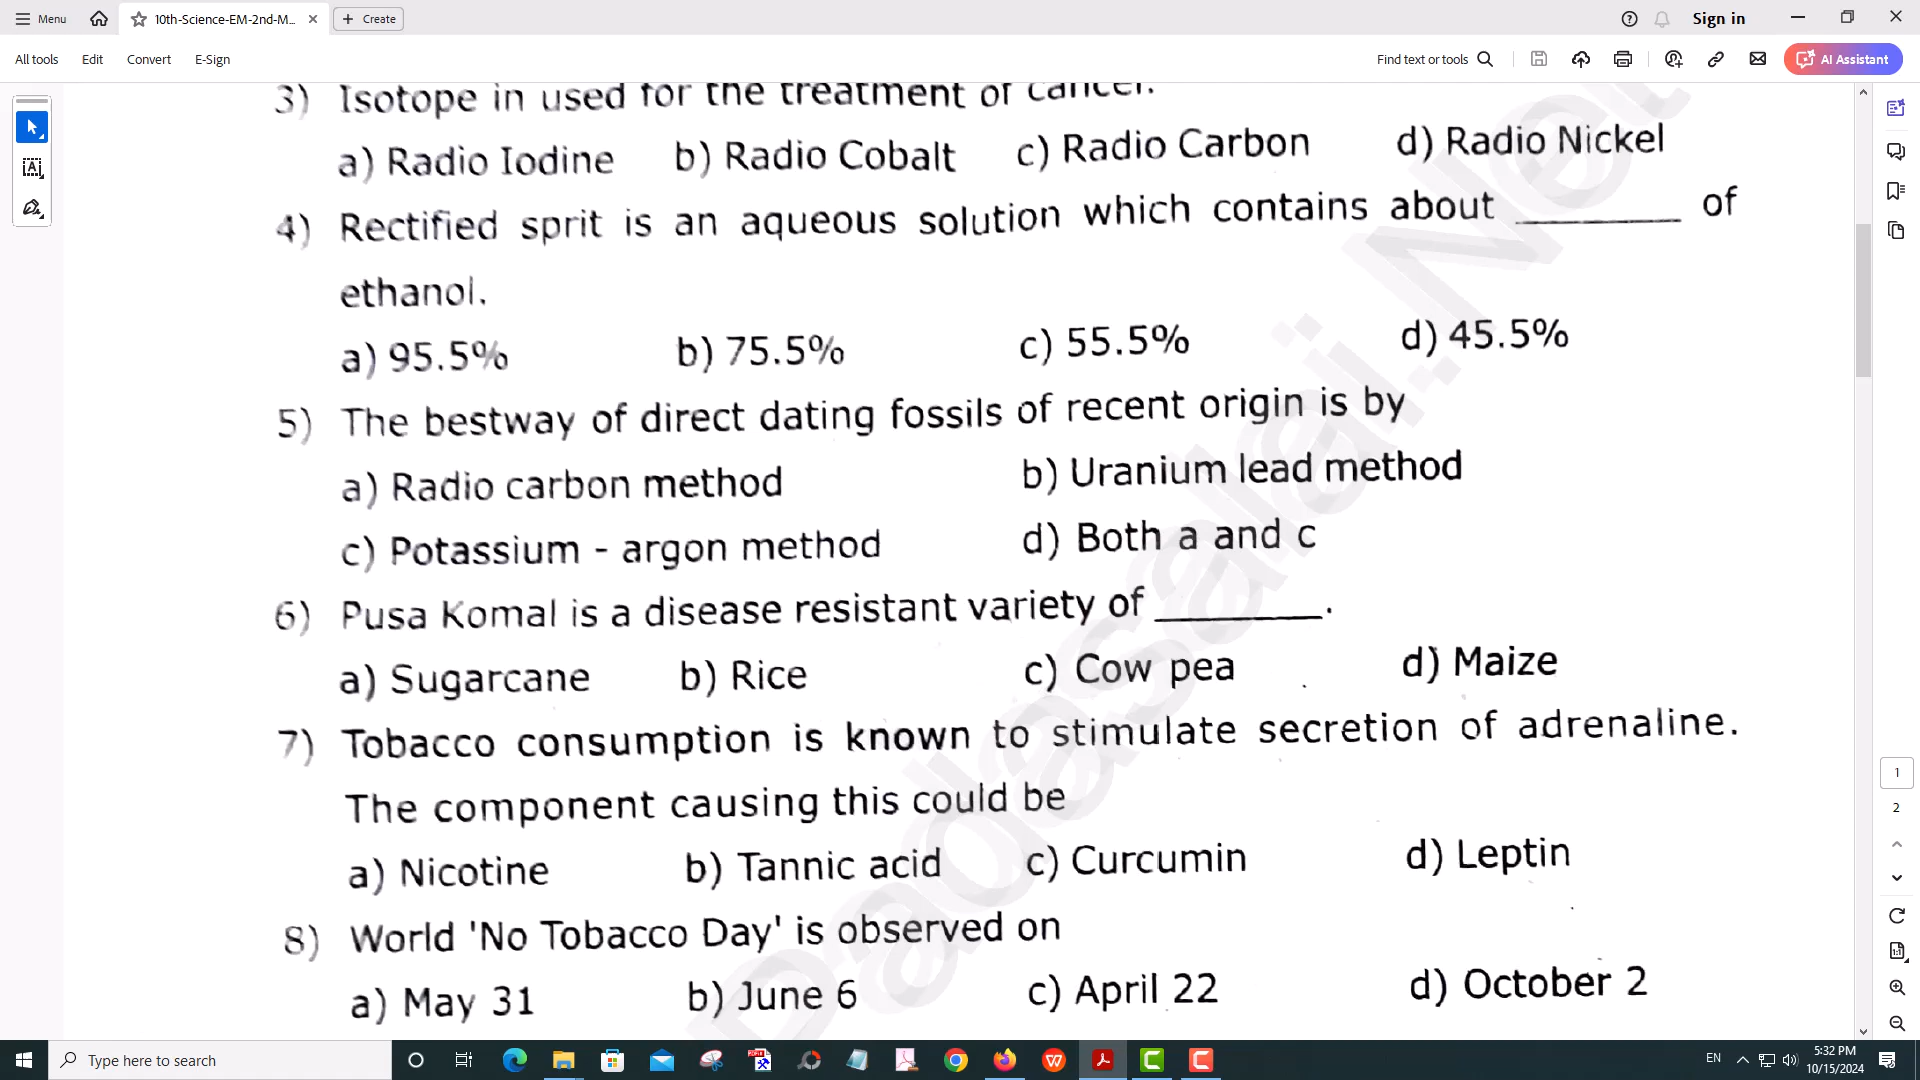 Menu
10th-Science-EM-2nd-M...
Create
Sign in
All tools
Edit
Convert
E-Sign
Find text or tools
AI Assistant
3) Isotope in used for the treatment of cancer.
a) Radio Iodine b) Radio Cobalt c) Radio Carbon d) Radio Nickel
4) Rectified sprit is an aqueous solution which contains about ________ of
ethanol.
a) 95.5% b) 75.5% c) 55.5% d) 45.5%
5) The bestway of direct dating fossils of recent origin is by
a) Radio carbon method b) Uranium lead method
c) Potassium - argon method d) Both a and c
6) Pusa Komal is a disease resistant variety of ________.
a) Sugarcane b) Rice c) Cow pea d) Maize
7) Tobacco consumption is known to stimulate secretion of adrenaline.
The component causing this could be
a) Nicotine b) Tannic acid c) Curcumin d) Leptin
8) World 'No Tobacco Day' is observed on
a) May 31 b) June 6 c) April 22 d) October 2
Padasalai.Net
1
2
Type here to search
EN
5:32 PM
10/15/2024